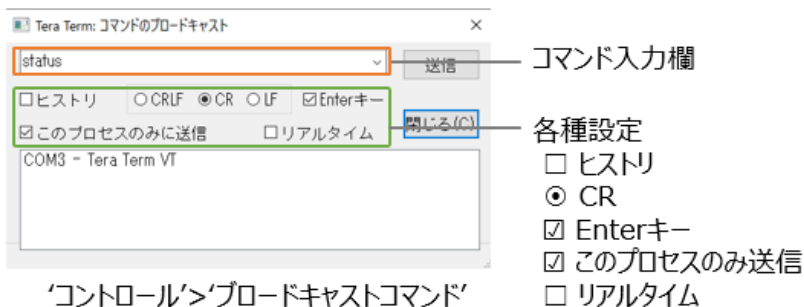 Tera Term: コマンドのブロードキャスト ×
status 送信
コマンド入力欄
□ヒストリ ○CRLF ◉CR ○LF ☑Enterキー
☑このプロセスのみに送信 □リアルタイム 閉じる(C)
COM3 - Tera Term VT
各種設定
□ ヒストリ
◉ CR
☑ Enterキー
☑ このプロセスのみ送信
□ リアルタイム
‘コントロール’>‘ブロードキャストコマンド’